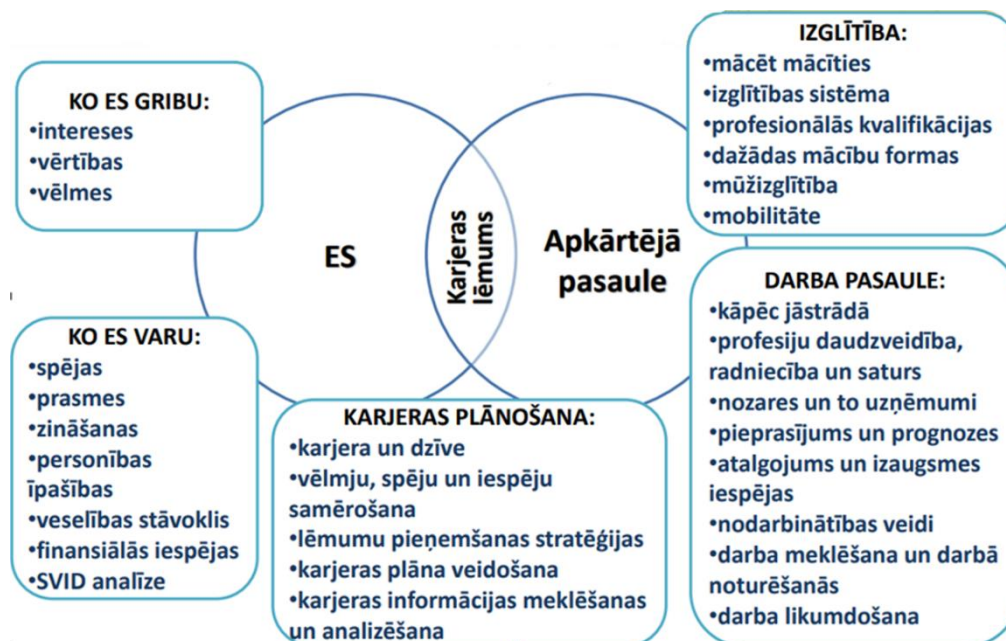 KO ES GRIBU:
•intereses
•vērtības
•vēlmes
ES
Karjeras
lēmums
Apkārtējā
pasaule
IZGLĪTĪBA:
•mācēt mācīties
•izglītības sistēma
•profesionālās kvalifikācijas
•dažādas mācību formas
•mūžizglītība
•mobilitāte
KO ES VARU:
•spējas
•prasmes
•zināšanas
•personības
īpašības
•veselības stāvoklis
•finansiālās iespējas
•SVID analīze
KARJERAS PLĀNOŠANA:
•karjera un dzīve
•vēlmju, spēju un iespēju
samērošana
•lēmumu pieņemšanas stratēģijas
•karjeras plāna veidošana
•karjeras informācijas meklēšanas
un analizēšana
DARBA PASAULE:
•kāpēc jāstrādā
•profesiju daudzveidība,
radniecība un saturs
•nozares un to uzņēmumi
•pieprasījums un prognozes
•atalgojums un izaugsmes
iespējas
•nodarbinātības veidi
•darba meklēšana un darbā
noturēšanās
•darba likumdošana